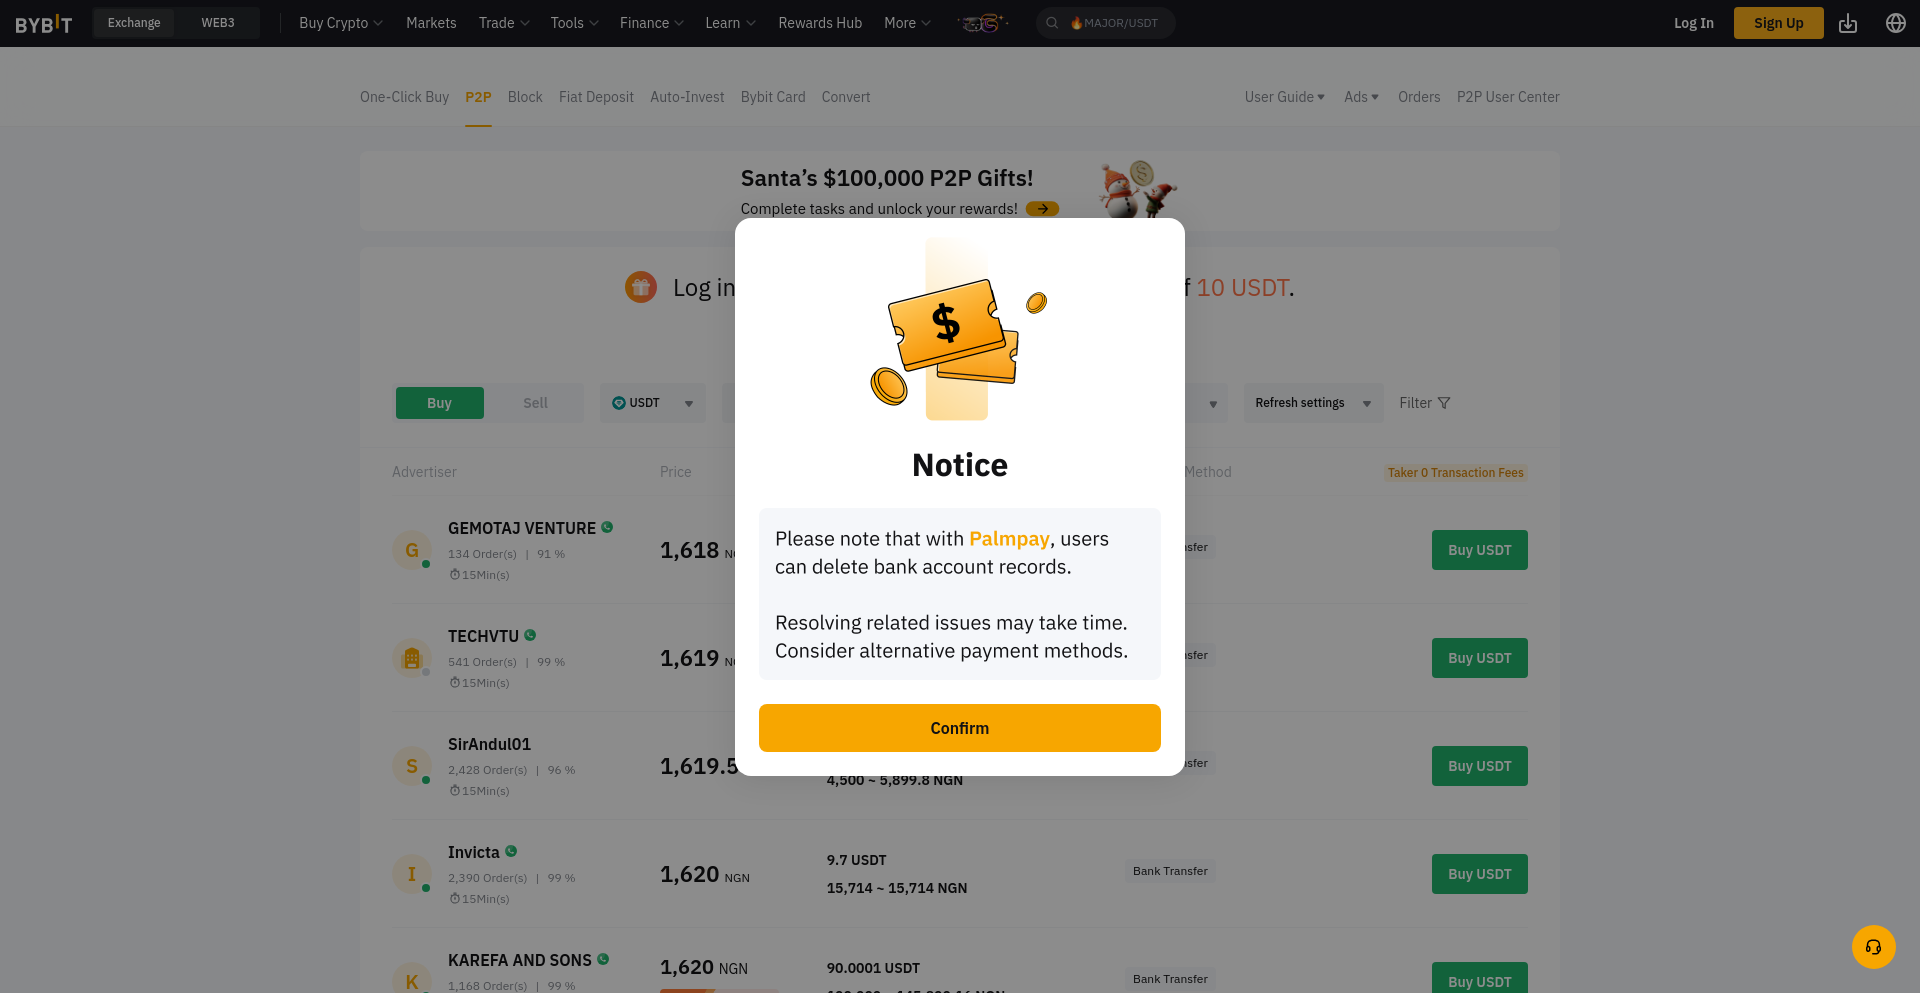 BYBIT Exchange WEB3 Buy Crypto Markets Trade Tools Finance Learn Rewards Hub More MAJOR/USDT Log In Sign Up
One-Click Buy P2P Block Fiat Deposit Auto-Invest Bybit Card Convert User Guide Ads Orders P2P User Center
Santa's $100,000 P2P Gifts!
Complete tasks and unlock your rewards!
Log in
10 USDT.
Buy Sell USDT Refresh settings Filter
Advertiser Price Method Taker 0 Transaction Fees
Notice
Please note that with Palmpay, users
can delete bank account records.
Resolving related issues may take time.
Consider alternative payment methods.
Confirm
G GEMOTAJ VENTURE
134 Order(s) | 91 %
15Min(s)
1,618
Buy USDT
TECHVTU
541 Order(s) | 99 %
15Min(s)
1,619
Buy USDT
S SirAndul01
2,428 Order(s) | 96 %
15Min(s)
1,619.5
4,500 ~ 5,899.8 NGN
Buy USDT
I Invicta
2,390 Order(s) | 99 %
15Min(s)
1,620 NGN
9.7 USDT
15,714 ~ 15,714 NGN
Bank Transfer
Buy USDT
K KAREFA AND SONS
1,168 Order(s) | 99 %
1,620 NGN
90.0001 USDT
Bank Transfer
Buy USDT